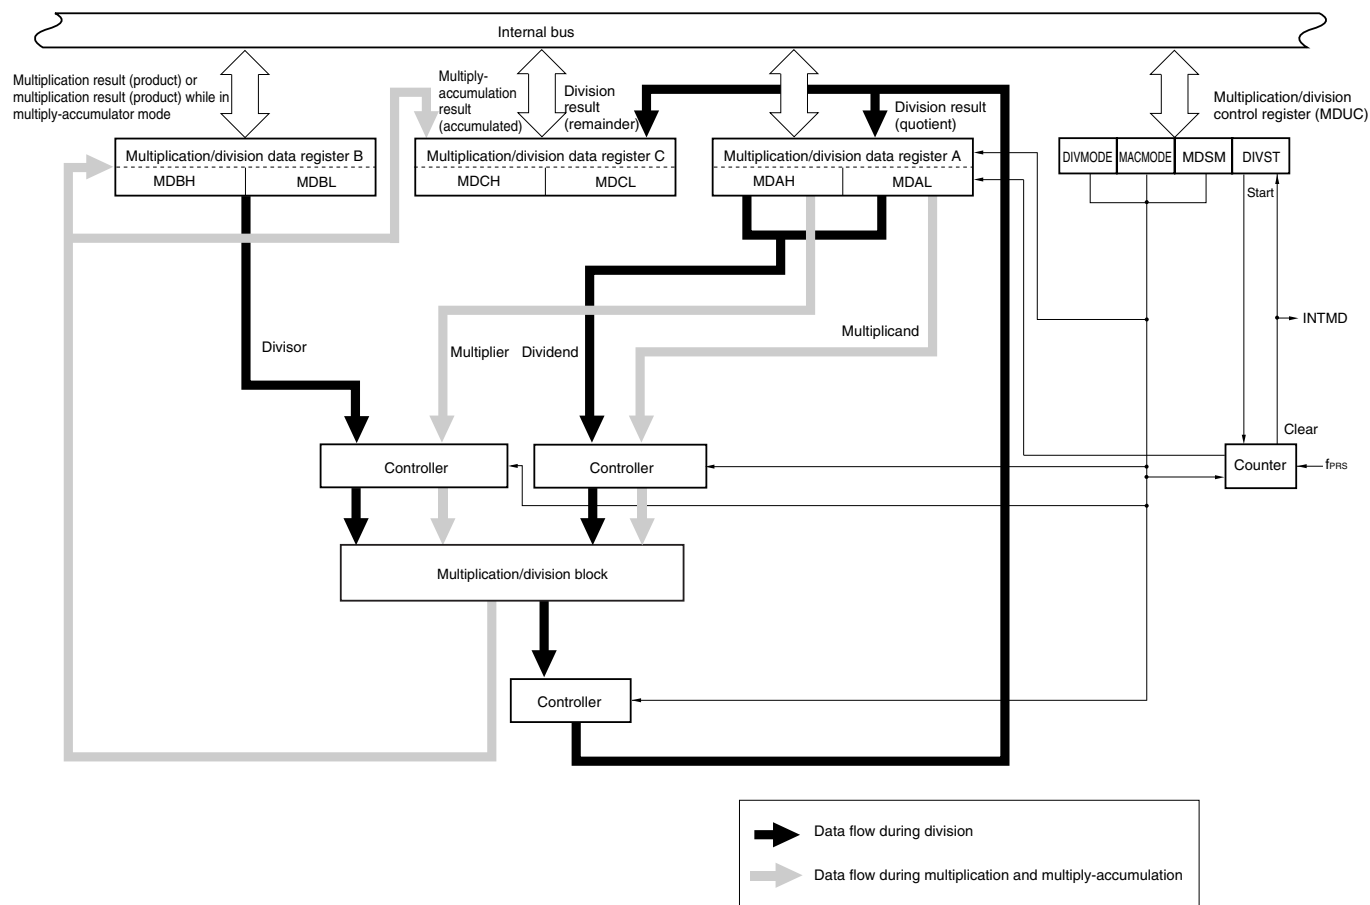 Internal bus
Multiplication result (product) or
multiplication result (product) while in
multiply-accumulator mode
Multiply-
accumulation
result
(accumulated)
Division
result
(remainder)
Division result
(quotient)
Multiplication/division
control register (MDUC)
Multiplication/division data register B
MDBH
MDBL
Multiplication/division data register C
MDCH
MDCL
Multiplication/division data register A
MDAH
MDAL
DIVMODE
MACMODE
MDSM
DIVST
Start
INTMD
Divisor
Multiplier
Dividend
Multiplicand
Clear
Controller
Controller
Counter
fPRS
Multiplication/division block
Controller
Data flow during division
Data flow during multiplication and multiply-accumulation